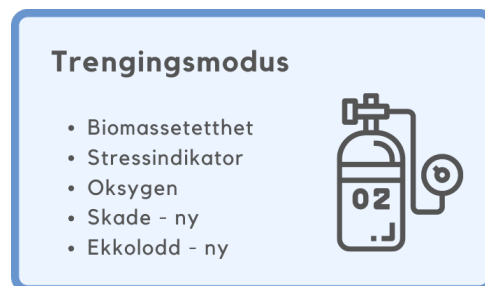 Trengingsmodus
Biomassetetthet
Stressindikator
Oksygen
Skade - ny
Ekkolodd - ny
02